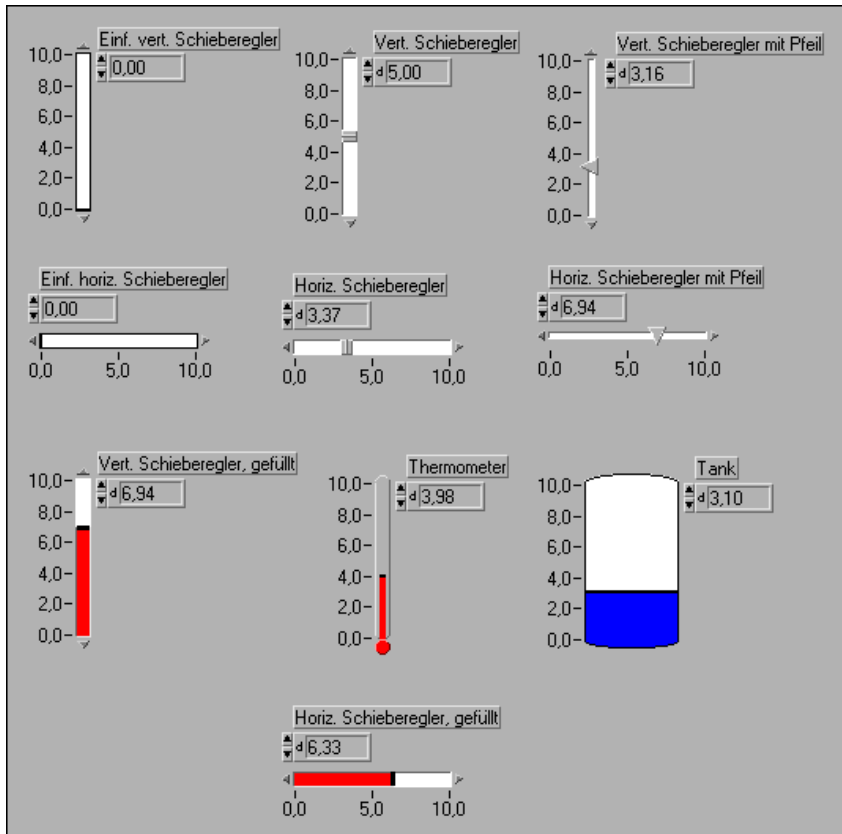 Einf. vert. Schieberegler
0,00
10,0
8,0
6,0
4,0
2,0
0,0
Vert. Schieberegler
d 5,00
10,0
8,0
6,0
4,0
2,0
0,0
Vert. Schieberegler mit Pfeil
d 3,16
10,0
8,0
6,0
4,0
2,0
0,0
Einf. horiz. Schieberegler
0,00
0,0 5,0 10,0
Horiz. Schieberegler
d 3,37
0,0 5,0 10,0
Horiz. Schieberegler mit Pfeil
d 6,94
0,0 5,0 10,0
Vert. Schieberegler, gefüllt
d 6,94
10,0
8,0
6,0
4,0
2,0
0,0
Thermometer
d 3,98
10,0
8,0
6,0
4,0
2,0
0,0
Tank
d 3,10
10,0
8,0
6,0
4,0
2,0
0,0
Horiz. Schieberegler, gefüllt
d 6,33
0,0 5,0 10,0